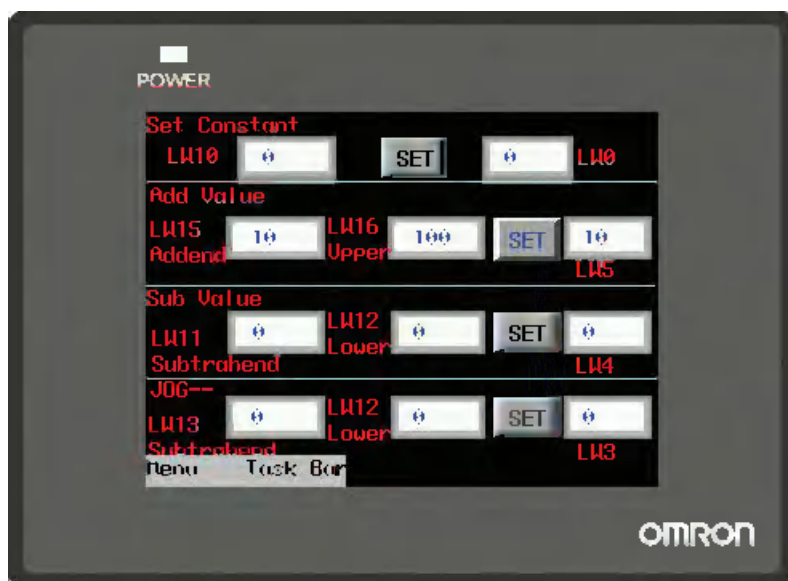 POWER
Set Constant
LW10 0 SET 0 LW0
Add Value
LW15 Addend 10 LW16 Upper 100 SET 10 LW5
Sub Value
LW11 Subtrahend 0 LW12 Lower 0 SET 0 LW4
JOG--
LW13 Subtrahend 0 LW12 Lower 0 SET 0 LW3
Menu Task Bar
OMRON